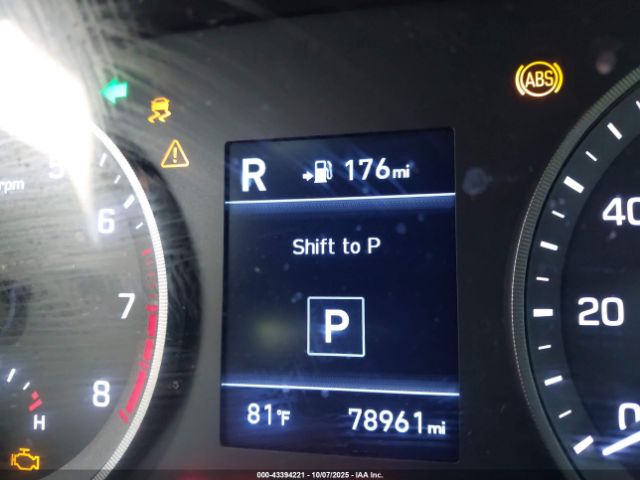 ABS
R 176mi
rpm 5
6
7
8
H
Shift to P
P
81°F 78961mi
40
20
0
000-43394221 - 10/07/2025 - IAA Inc.